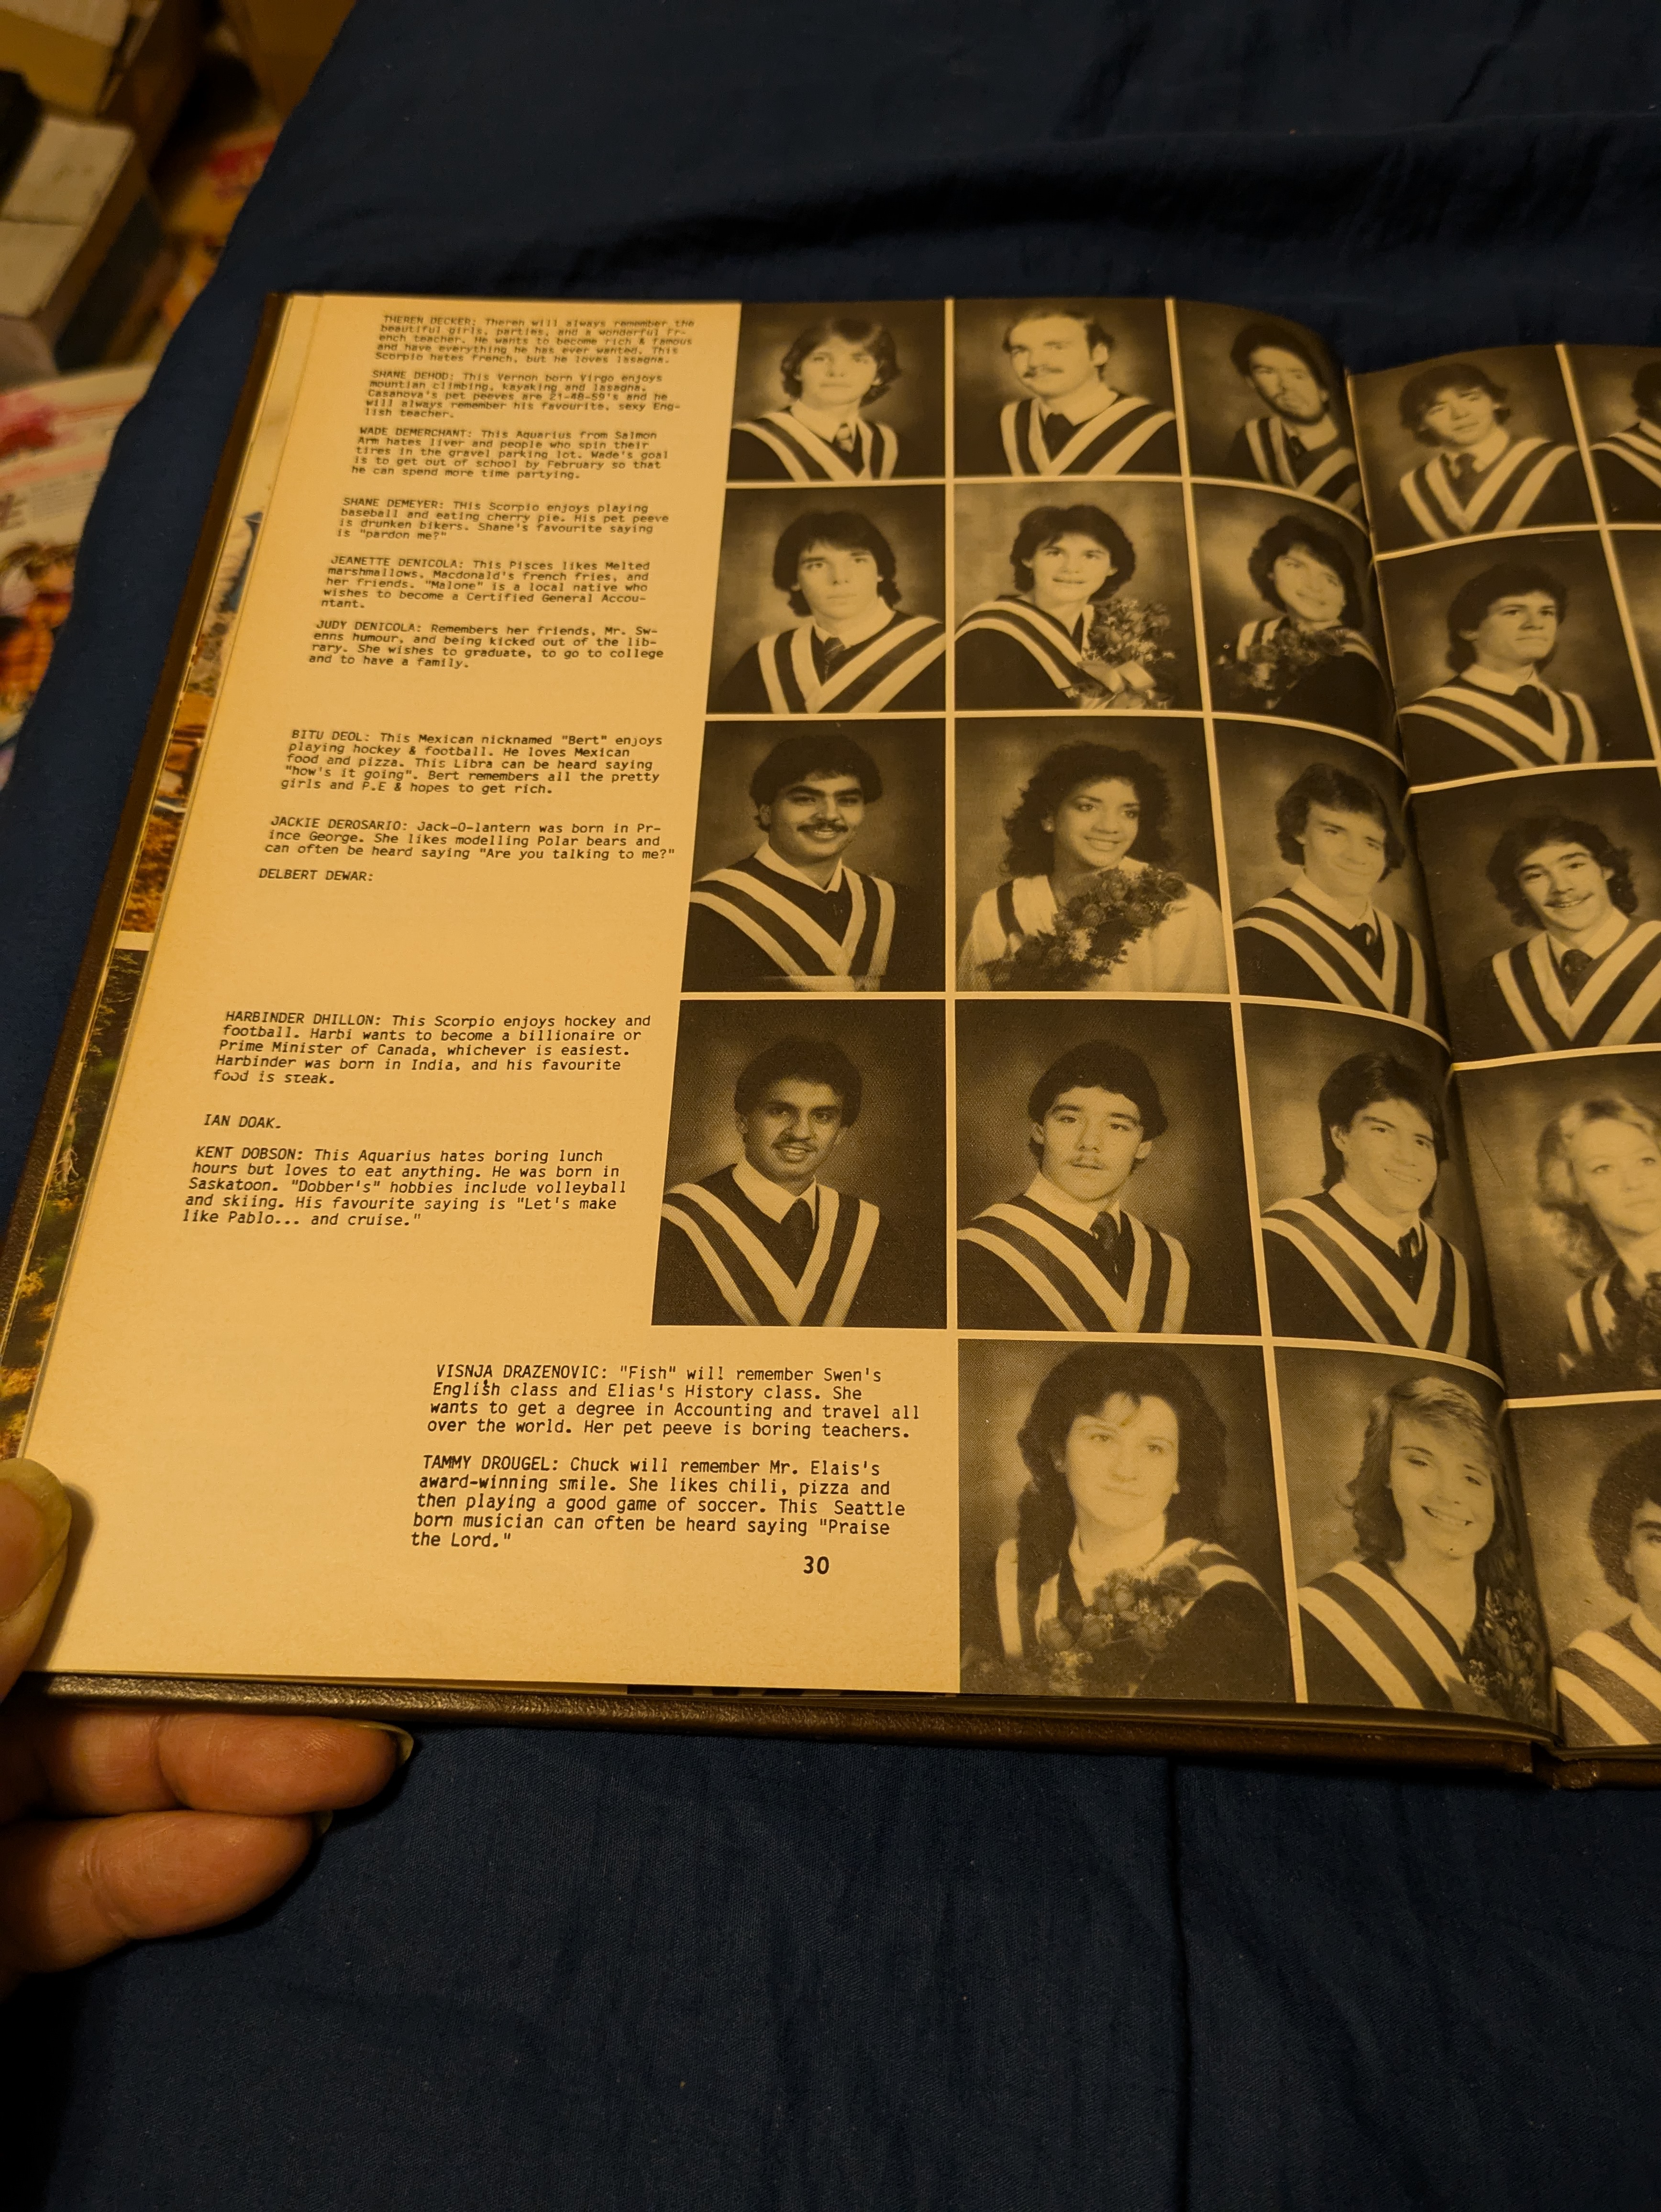 THEREN DECKER: Theren will always remember the
beautiful girls, parties, and a wonderful Fr-
ench teacher. He wants to become rich & famous
and have everything he has ever wanted. This
Scorpio hates french, but he loves lasagna.
SHANE DEHOD: This Vernon born Virgo enjoys
mountian climbing, kayaking and lasagna.
Casanova's pet peeves are 21-48-59's and he
will always remember his favourite, sexy Eng-
lish teacher.
WADE DEMERCHANT: This Aquarius from Salmon
Arm hates liver and people who spin their
tires in the gravel parking lot. Wade's goal
is to get out of school by February so that
he can spend more time partying.
SHANE DEMEYER: THis Scorpio enjoys playing
baseball and eating cherry pie. His pet peeve
is drunken bikers. Shane's favourite saying
is "pardon me?"
JEANETTE DENICOLA: This Pisces likes Melted
marshmallows, Macdonald's french fries, and
her friends. "Malone" is a local native who
wishes to become a Certified General Accou-
ntant.
JUDY DENICOLA: Remembers her friends, Mr. Sw-
enns humour, and being kicked out of the lib-
rary. She wishes to graduate, to go to college
and to have a family.
BITU DEOL: This Mexican nicknamed "Bert" enjoys
playing hockey & football. He loves Mexican
food and pizza. This Libra can be heard saying
"how's it going". Bert remembers all the pretty
girls and P.E & hopes to get rich.
JACKIE DEROSARIO: Jack-O-lantern was born in Pr-
ince George. She likes modelling Polar bears and
can often be heard saying "Are you talking to me?"
DELBERT DEWAR:
HARBINDER DHILLON: This Scorpio enjoys hockey and
football. Harbi wants to become a billionaire or
Prime Minister of Canada, whichever is easiest.
Harbinder was born in India, and his favourite
food is steak.
IAN DOAK.
KENT DOBSON: This Aquarius hates boring lunch
hours but loves to eat anything. He was born in
Saskatoon. "Dobber's" hobbies include volleyball
and skiing. His favourite saying is "Let's make
like Pablo... and cruise."
VISNJA DRAZENOVIC: "Fish" will remember Swen's
English class and Elias's History class. She
wants to get a degree in Accounting and travel all
over the world. Her pet peeve is boring teachers.
TAMMY DROUGEL: Chuck will remember Mr. Elais's
award-winning smile. She likes chili, pizza and
then playing a good game of soccer. This Seattle
born musician can often be heard saying "Praise
the Lord."
30